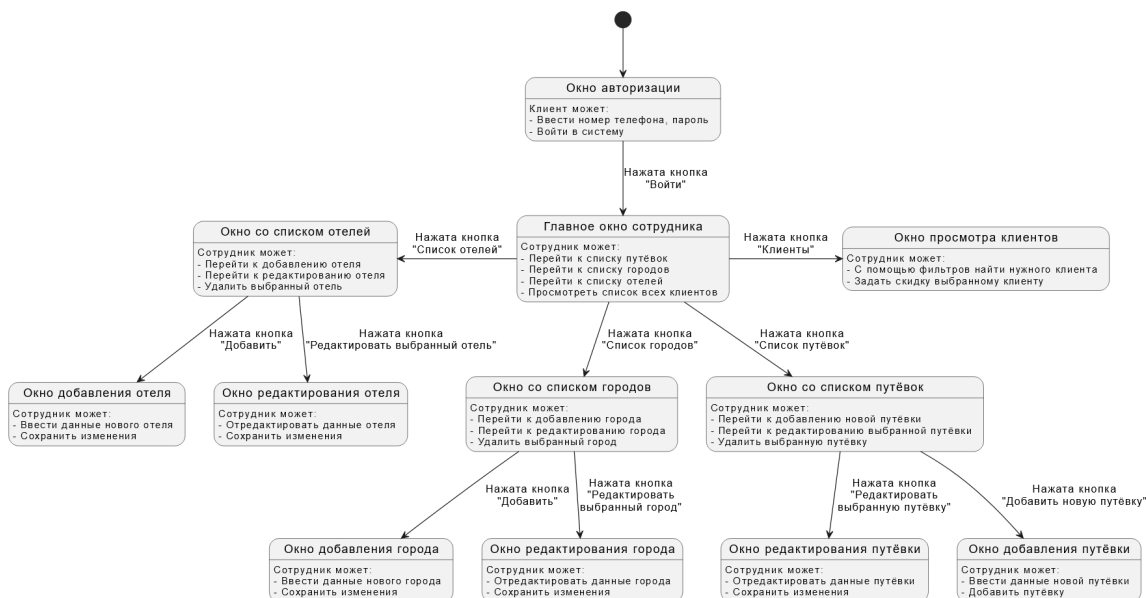 Окно авторизации
Клиент может:
- Ввести номер телефона, пароль
- Войти в систему
Нажата кнопка
"Войти"
Главное окно сотрудника
Сотрудник может:
- Перейти к списку путёвок
- Перейти к списку городов
- Перейти к списку отелей
- Просмотреть список всех клиентов
Нажата кнопка
"Список отелей"
Окно со списком отелей
Сотрудник может:
- Перейти к добавлению отеля
- Перейти к редактированию отеля
- Удалить выбранный отель
Нажата кнопка
"Клиенты"
Окно просмотра клиентов
Сотрудник может:
- С помощью фильтров найти нужного клиента
- Задать скидку выбранному клиенту
Нажата кнопка
"Добавить"
Нажата кнопка
"Редактировать выбранный отель"
Нажата кнопка
"Список городов"
Нажата кнопка
"Список путёвок"
Окно добавления отеля
Сотрудник может:
- Ввести данные нового отеля
- Сохранить изменения
Окно редактирования отеля
Сотрудник может:
- Отредактировать данные отеля
- Сохранить изменения
Окно со списком городов
Сотрудник может:
- Перейти к добавлению города
- Перейти к редактированию города
- Удалить выбранный город
Окно со списком путёвок
Сотрудник может:
- Перейти к добавлению новой путёвки
- Перейти к редактированию выбранной путёвки
- Удалить выбранную путёвку
Нажата кнопка
"Добавить"
Нажата кнопка
"Редактировать
выбранный город"
Нажата кнопка
"Редактировать
выбранную путёвку"
Нажата кнопка
"Добавить новую путёвку"
Окно добавления города
Сотрудник может:
- Ввести данные нового города
- Сохранить изменения
Окно редактирования города
Сотрудник может:
- Отредактировать данные города
- Сохранить изменения
Окно редактирования путёвки
Сотрудник может:
- Отредактировать данные путёвки
- Сохранить изменения
Окно добавления путёвки
Сотрудник может:
- Ввести данные новой путёвки
- Добавить путёвку